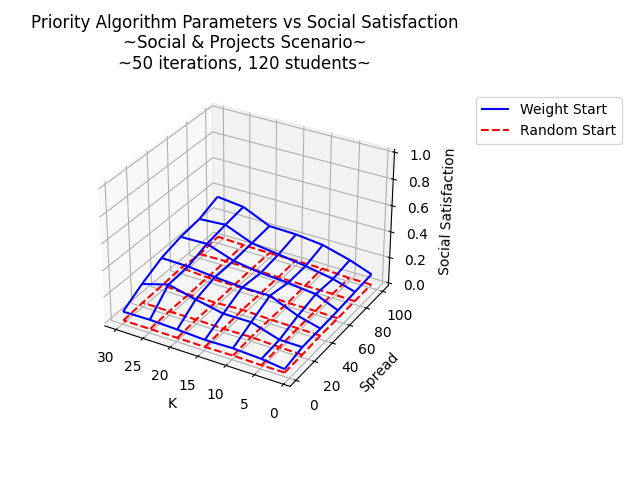 Priority Algorithm Parameters vs Social Satisfaction
~Social & Projects Scenario~
~50 iterations, 120 students~
Weight Start
Random Start
1.0
0.8
0.6
0.4
0.2
0.0
Social Satisfaction
100
80
60
40
20
0
Spread
30
25
20
15
10
5
0
K